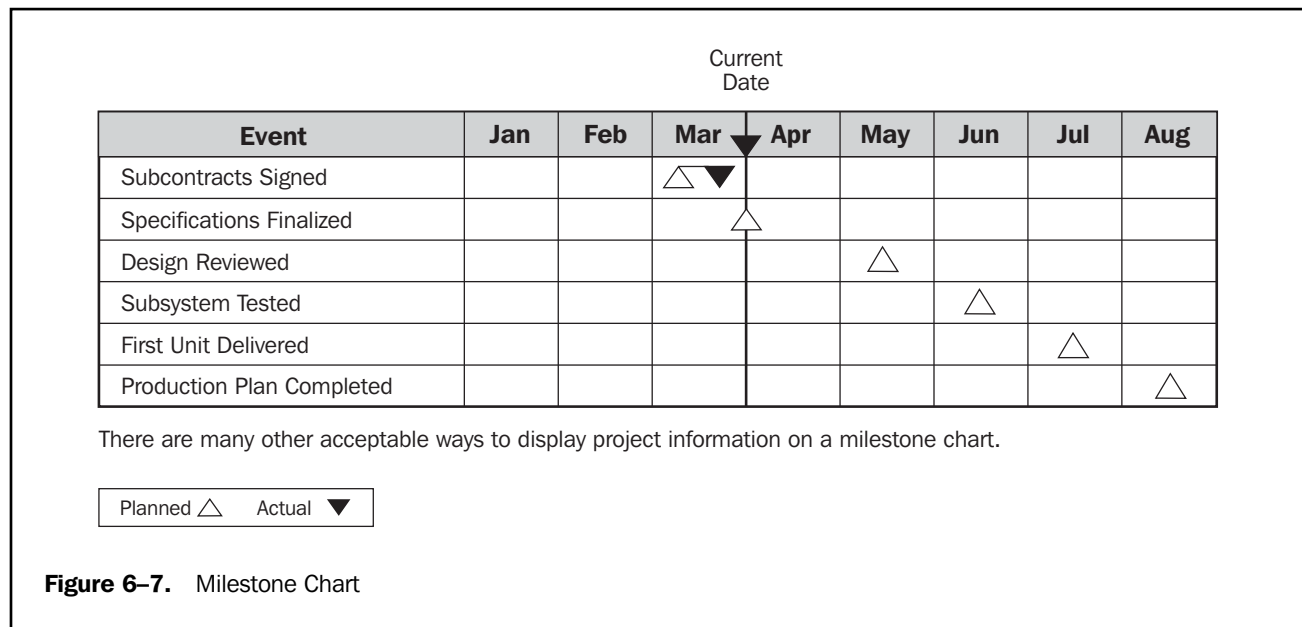 Current
Date
Event Jan Feb Mar Apr May Jun Jul Aug
Subcontracts Signed
Specifications Finalized
Design Reviewed
Subsystem Tested
First Unit Delivered
Production Plan Completed
There are many other acceptable ways to display project information on a milestone chart.
Planned Actual
Figure 6–7. Milestone Chart